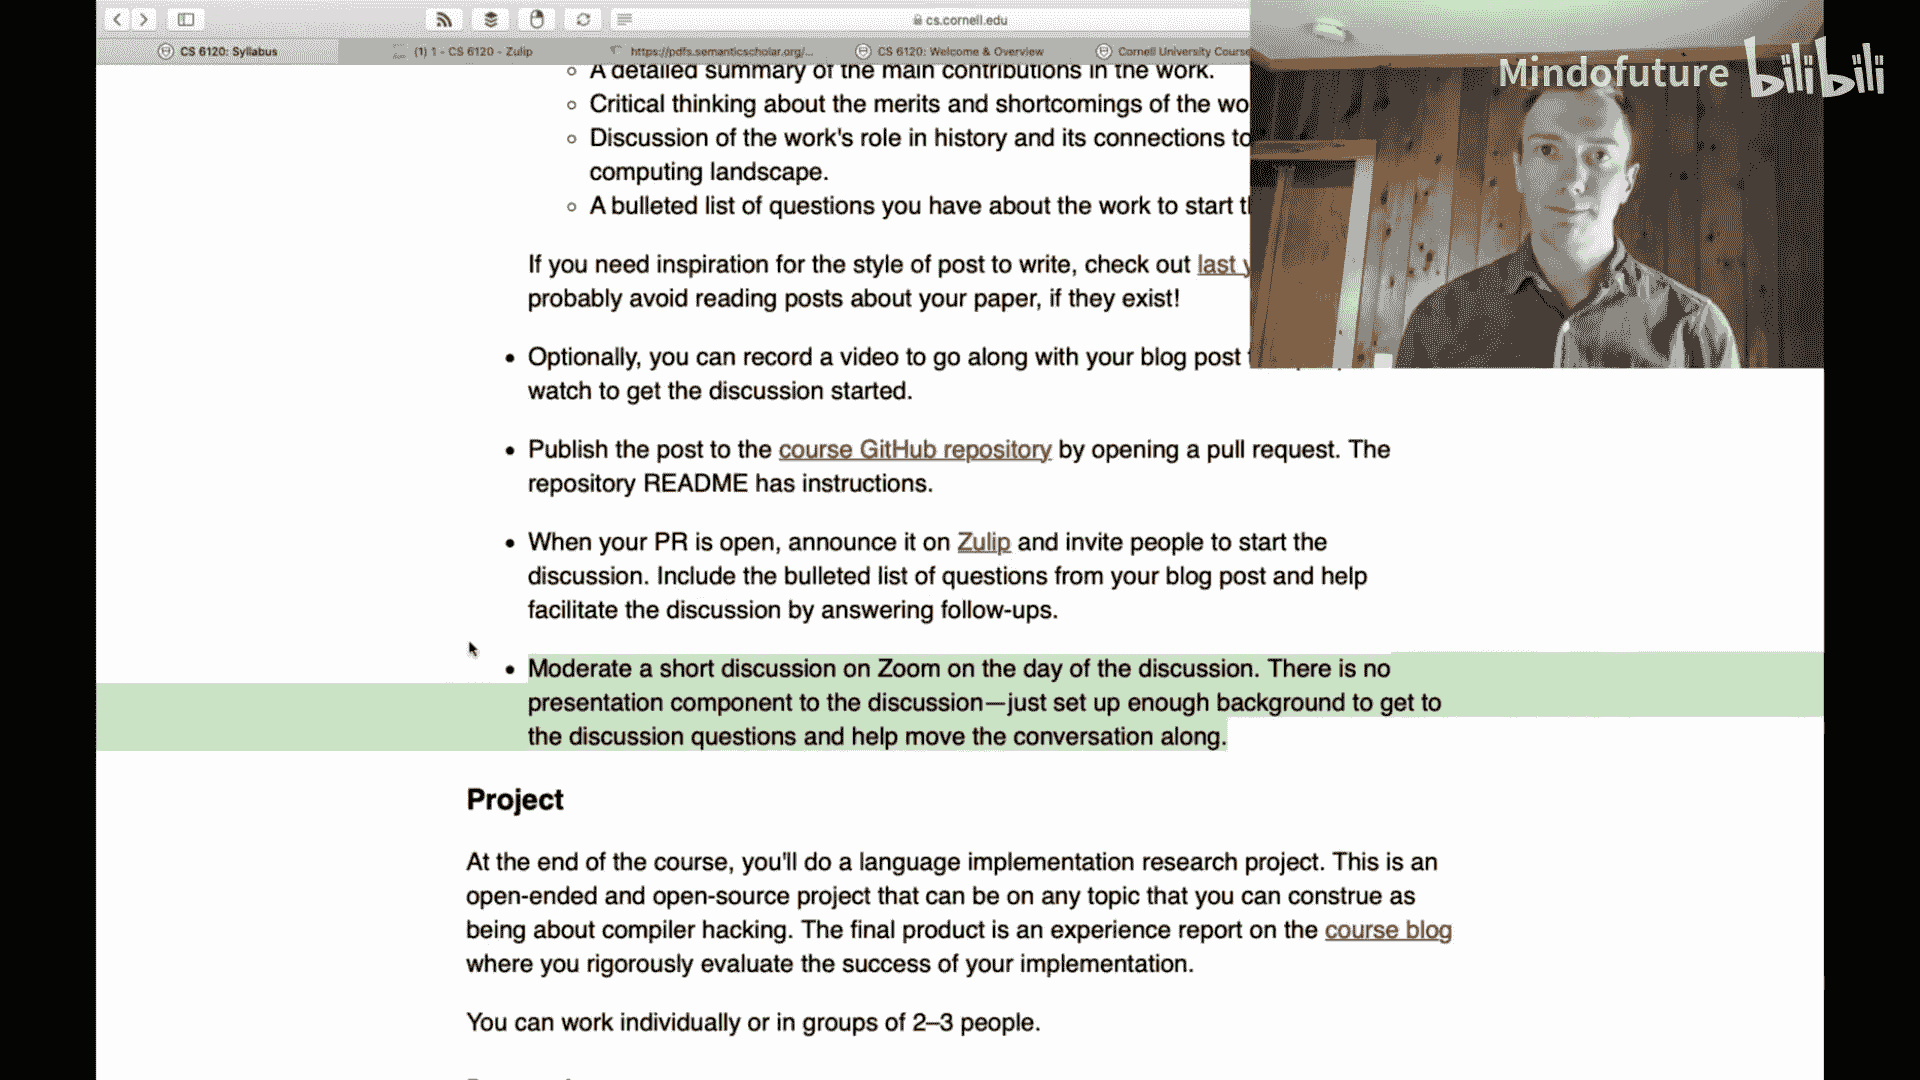 cs.cornell.edu
CS 6120: Syllabus
(1) 1 - CS 6120 - Zulip
https://pdfs.semanticscholar.org/...
CS 6120: Welcome & Overview
Cornell University Course
Mindofuture bilibili
A detailed summary of the main contributions in the work.
Critical thinking about the merits and shortcomings of the wo
Discussion of the work's role in history and its connections to
computing landscape.
A bulleted list of questions you have about the work to start
If you need inspiration for the style of post to write, check out last
probably avoid reading posts about your paper, if they exist!
Optionally, you can record a video to go along with your blog post
watch to get the discussion started.
Publish the post to the course GitHub repository by opening a pull request. The
repository README has instructions.
When your PR is open, announce it on Zulip and invite people to start the
discussion. Include the bulleted list of questions from your blog post and help
facilitate the discussion by answering follow-ups.
Moderate a short discussion on Zoom on the day of the discussion. There is no
presentation component to the discussion—just set up enough background to get to
the discussion questions and help move the conversation along.
Project
At the end of the course, you'll do a language implementation research project. This is an
open-ended and open-source project that can be on any topic that you can construe as
being about compiler hacking. The final product is an experience report on the course blog
where you rigorously evaluate the success of your implementation.
You can work individually or in groups of 2–3 people.